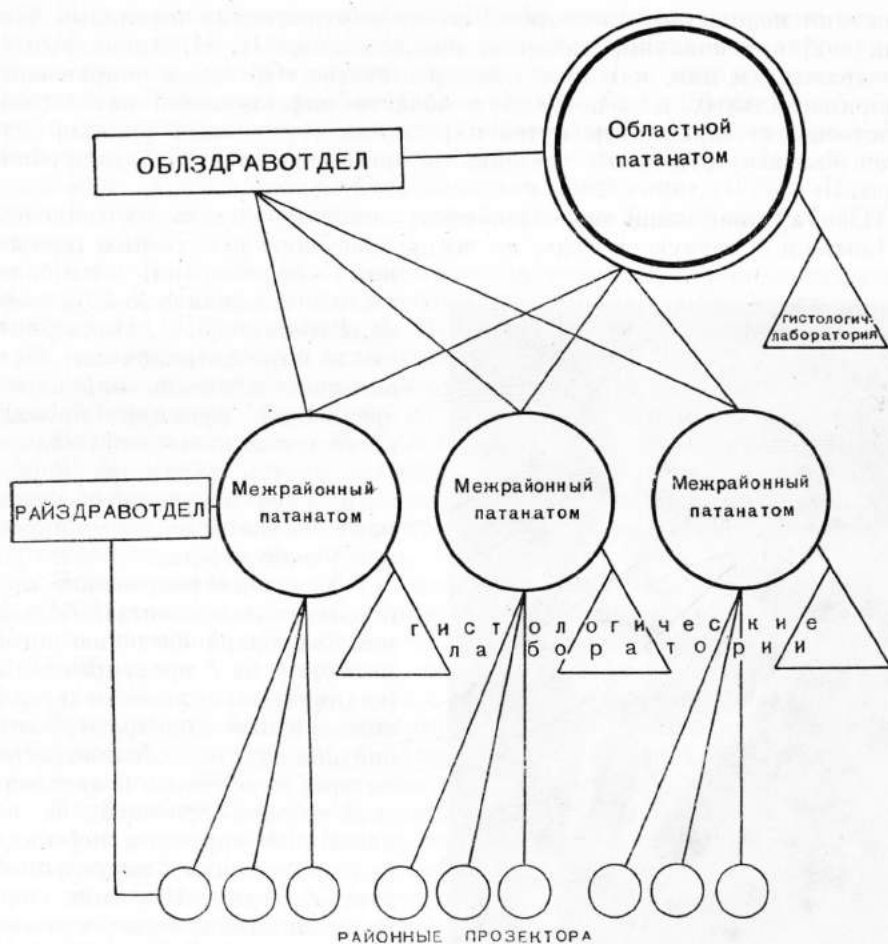 Областной
патанатом
ОБЛЗДРАВОТДЕЛ
гистологич-
лаборатория
Межрайонный
патанатом
Межрайонный
патанатом
Межрайонный
патанатом
РАЙЗДРАВОТДЕЛ
гистологические
лаборатории
РАЙОННЫЕ ПРОЗЕКТОРА